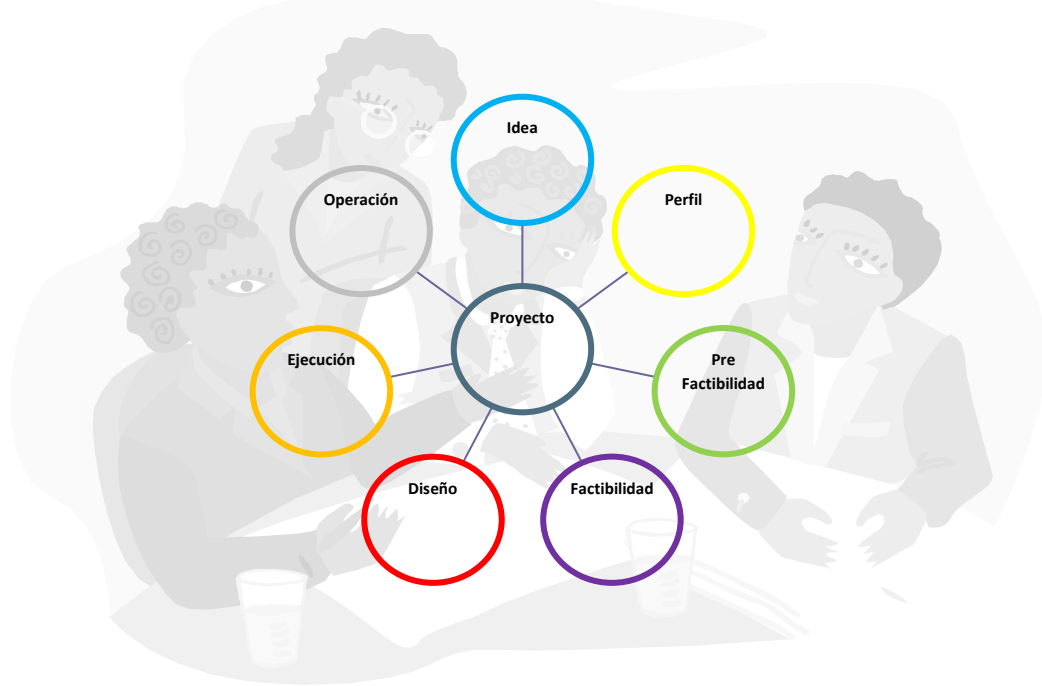 Idea
Operación
Perfil
Proyecto
Ejecución
Pre
Factibilidad
Diseño
Factibilidad